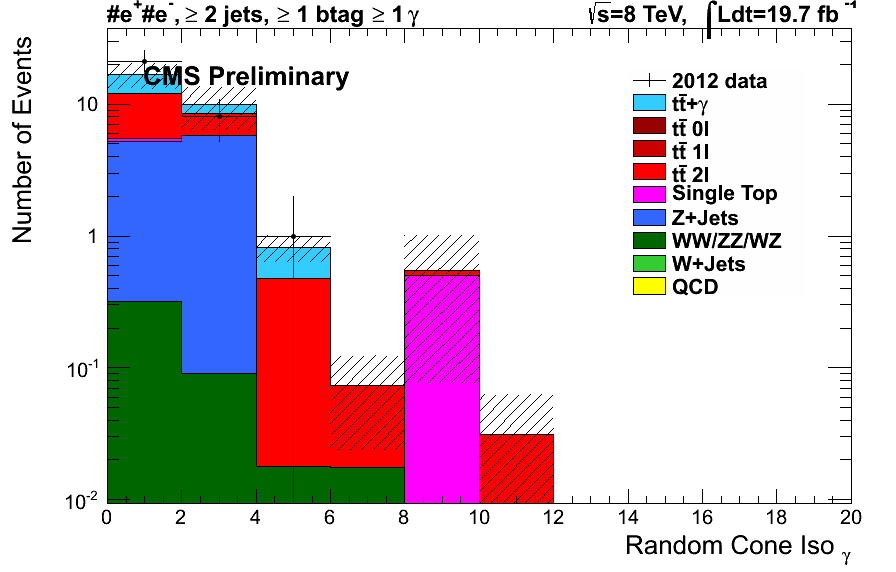 #e⁺#e⁻, ≥ 2 jets, ≥ 1 btag ≥ 1 γ
√s=8 TeV, ∫Ldt=19.7 fb⁻¹
CMS Preliminary
Number of Events
2012 data
tt̄+γ
tt̄ 0l
tt̄ 1l
tt̄ 2l
Single Top
Z+Jets
WW/ZZ/WZ
W+Jets
QCD
10
1
10⁻¹
10⁻²
0 2 4 6 8 10 12 14 16 18 20
Random Cone Iso γ